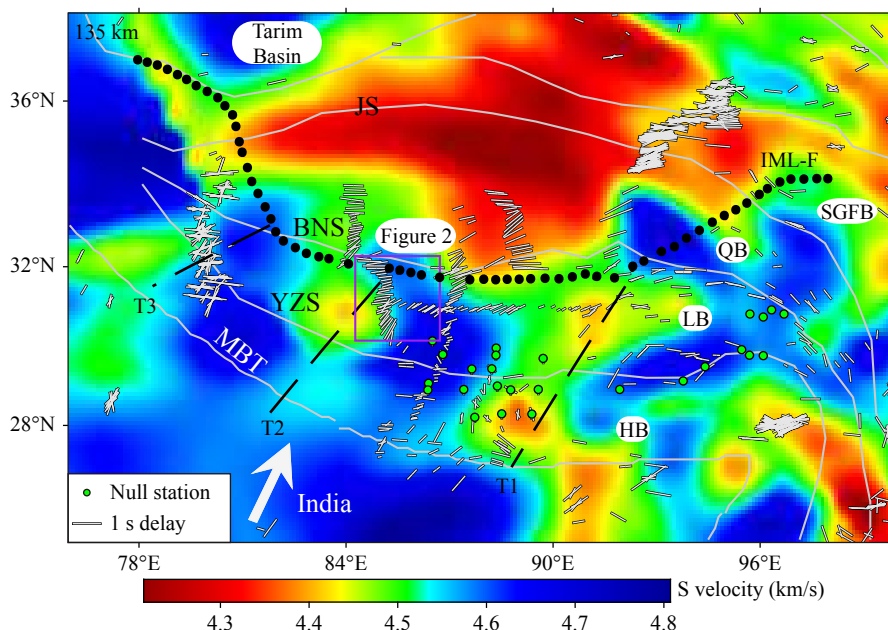 135 km
Tarim
Basin
36°N
JS
IML-F
SGFB
BNS
Figure 2
QB
32°N
T3
YZS
LB
MBT
28°N
T2
HB
T1
Null station
India
1 s delay
78°E
84°E
90°E
96°E
S velocity (km/s)
4.3
4.4
4.5
4.6
4.7
4.8